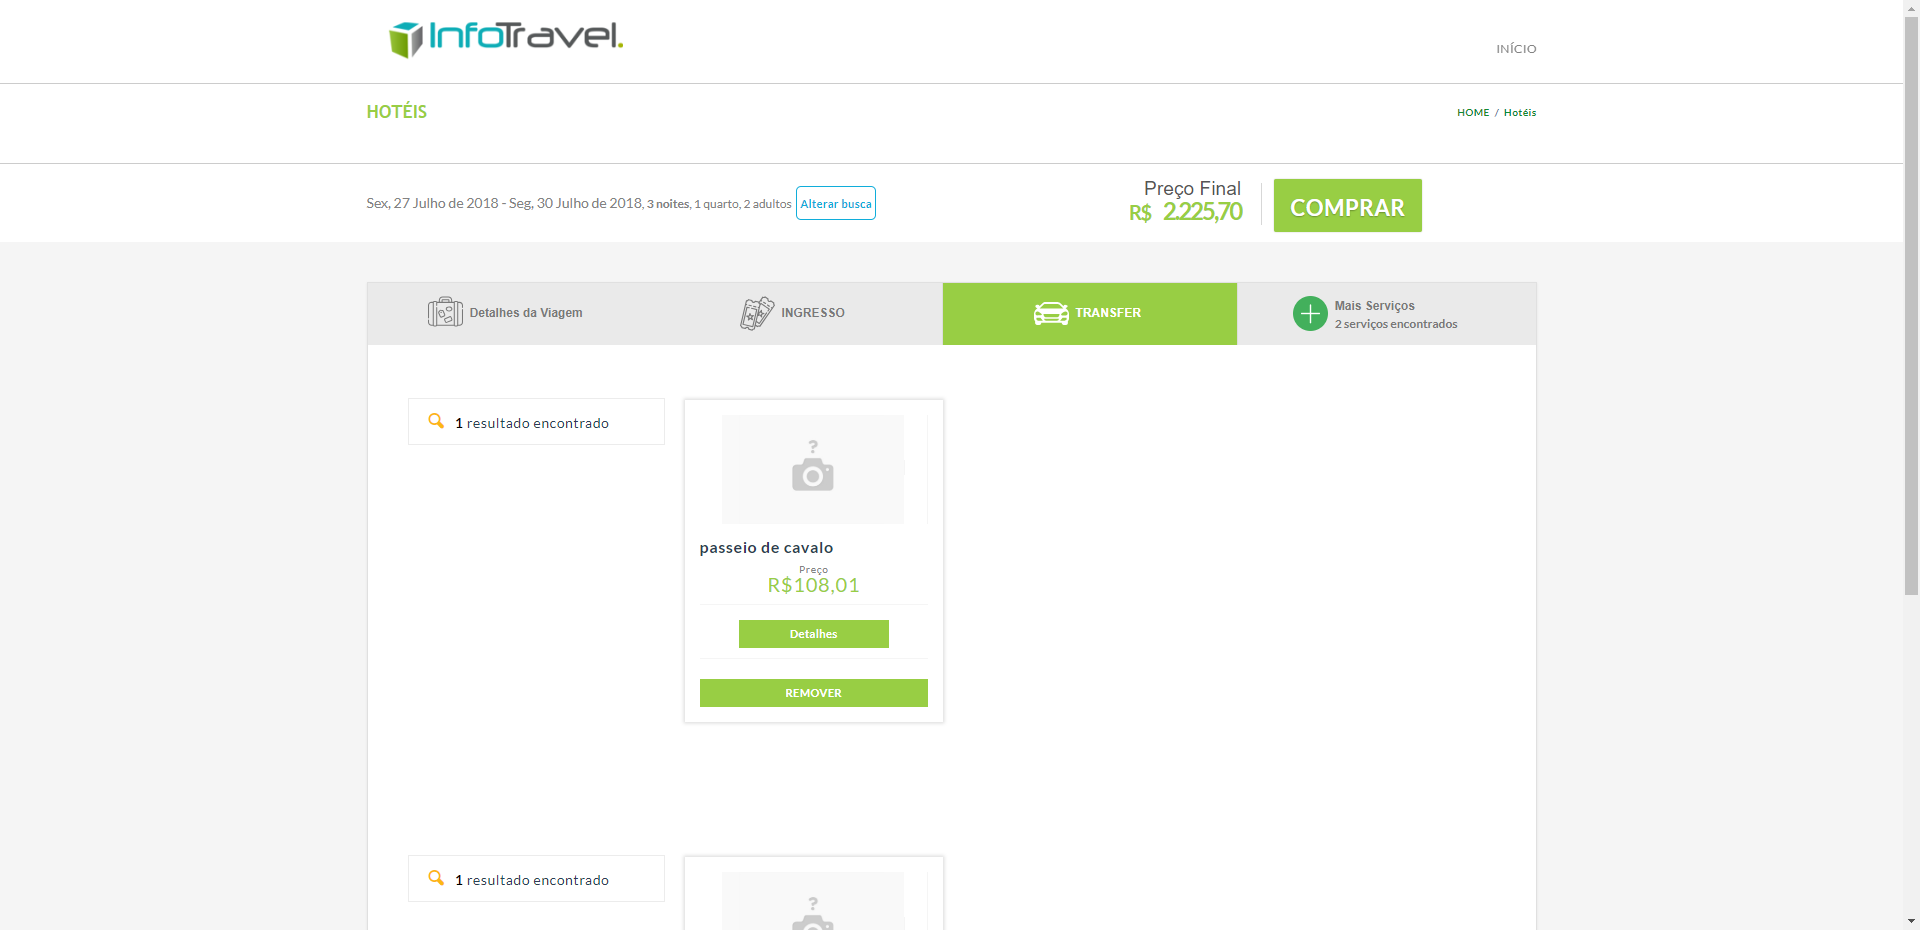 InfoTravel.
INÍCIO
HOTÉIS
HOME / Hotéis
Sex, 27 Julho de 2018 - Seg, 30 Julho de 2018, 3 noites, 1 quarto, 2 adultos
Alterar busca
Preço Final
R$ 2.225,70
COMPRAR
Detalhes da Viagem
INGRESSO
TRANSFER
Mais Serviços
2 serviços encontrados
1 resultado encontrado
?
passeio de cavalo
Preço
R$108,01
Detalhes
REMOVER
1 resultado encontrado
?